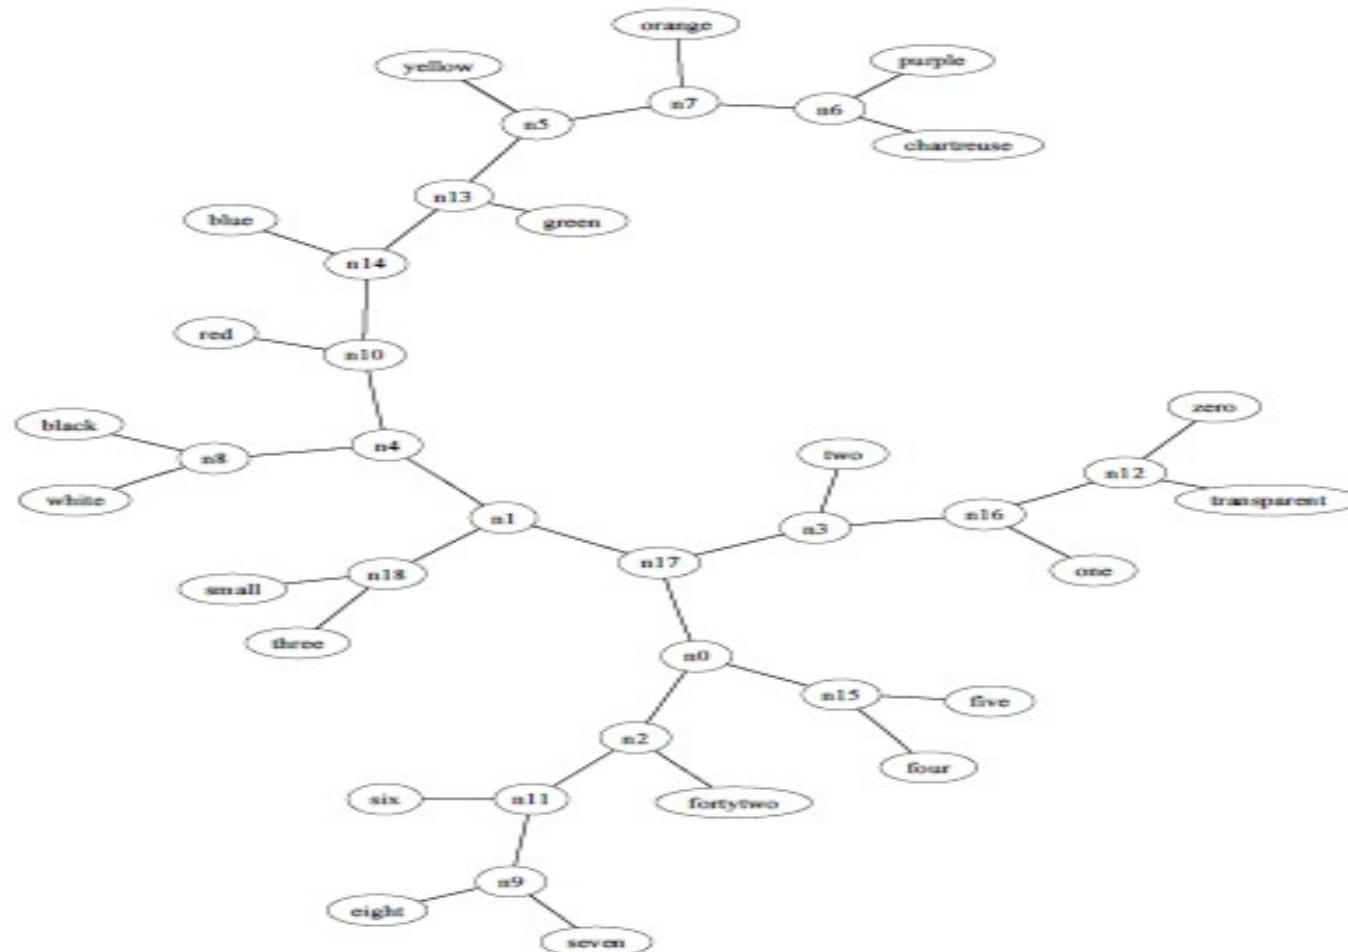 orange
purple
yellow
n7
n6
n5
chartreuse
n13
blue
green
n14
red
n10
zero
black
n4
two
n8
n12
white
transparent
n1
n16
n3
n17
one
n18
small
three
n0
n15
five
n2
four
six
n11
fortytwo
n9
eight
seven